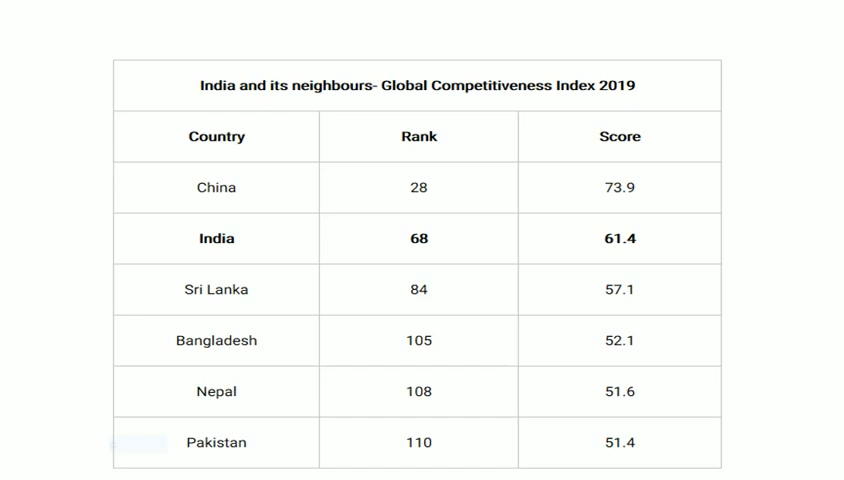 India and its neighbours- Global Competitiveness Index 2019
Country Rank Score
China 28 73.9
India 68 61.4
Sri Lanka 84 57.1
Bangladesh 105 52.1
Nepal 108 51.6
Pakistan 110 51.4